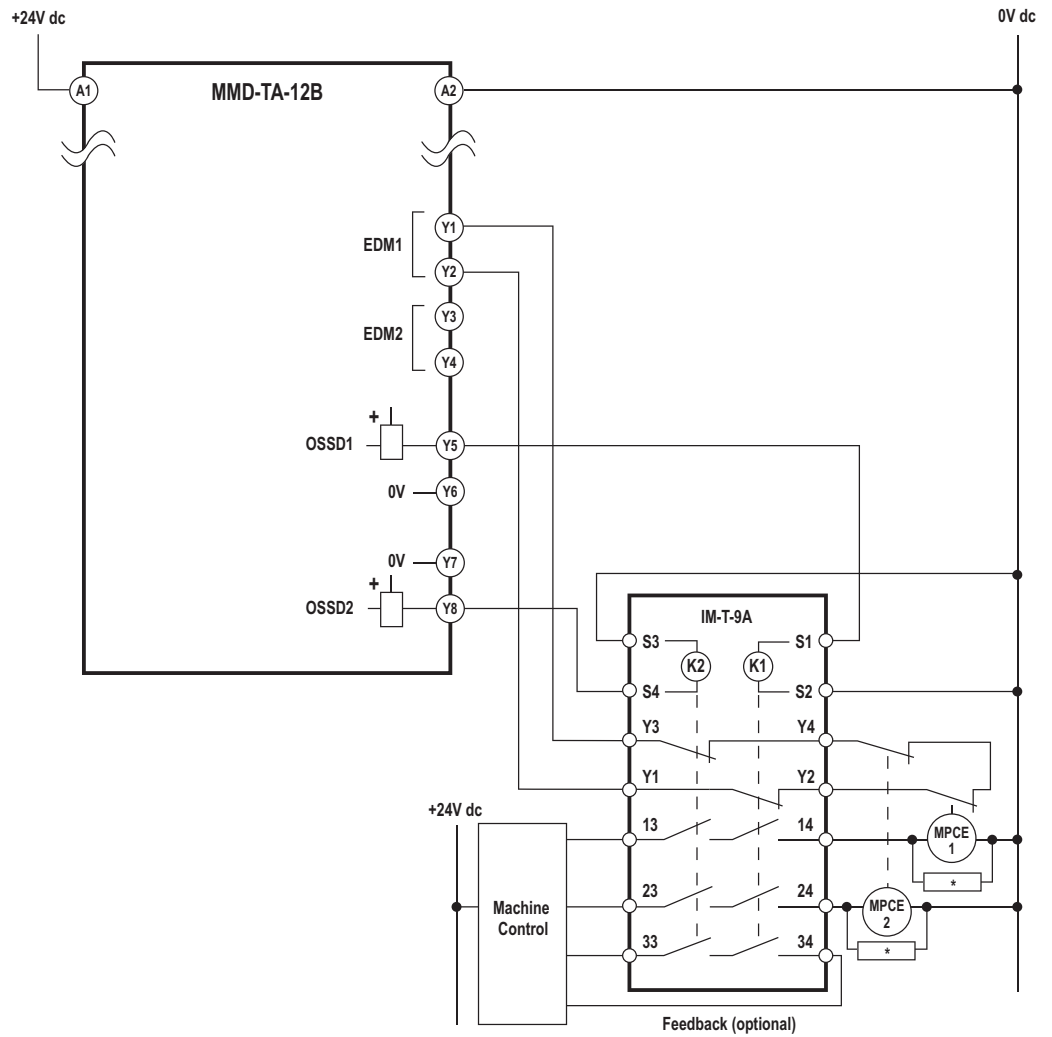 +24V dc
0V dc
A1
MMD-TA-12B
A2
EDM1
Y1
Y2
EDM2
Y3
Y4
+
OSSD1
Y5
0V
Y6
0V
Y7
+
OSSD2
Y8
IM-T-9A
S3
S1
K2
K1
S4
S2
Y3
Y4
Y1
Y2
+24V dc
13
14
MPCE
1
*
23
24
MPCE
2
*
Machine
Control
33
34
Feedback (optional)